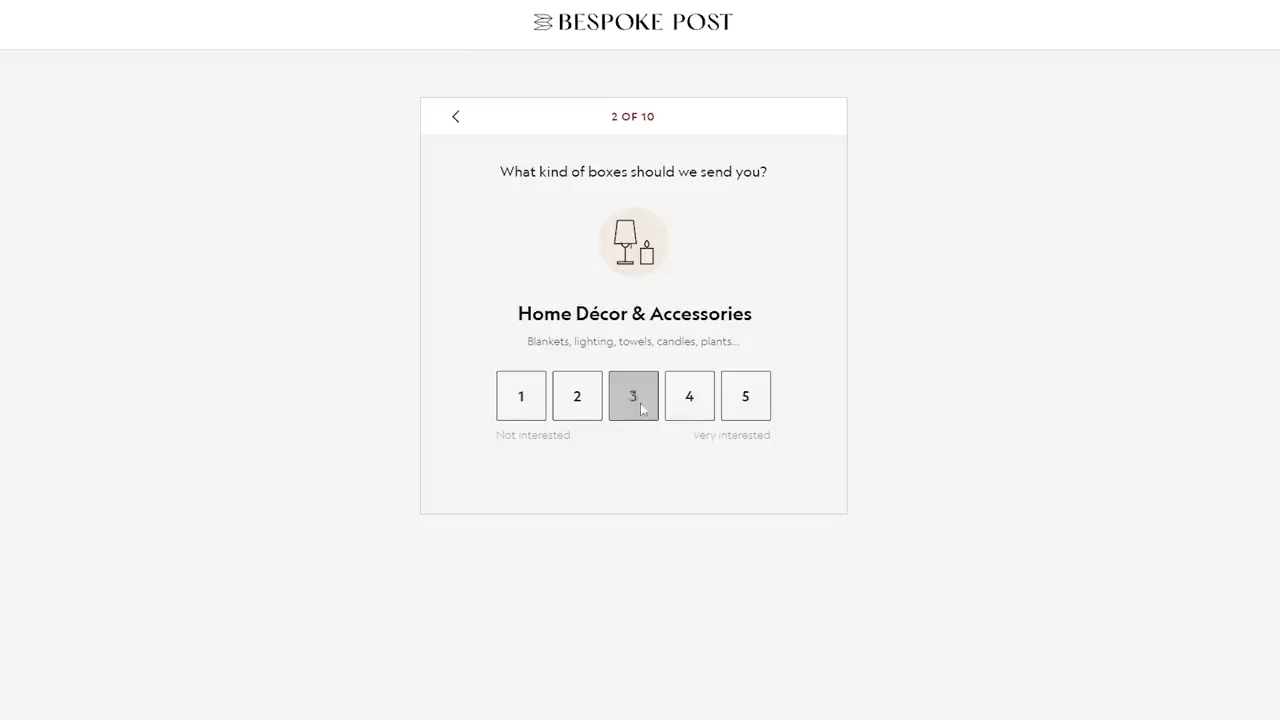 BESPOKE POST
2 OF 10
What kind of boxes should we send you?
Home Décor & Accessories
Blankets, lighting, towels, candles, plants...
1 2 3 4 5
Not interested Very interested